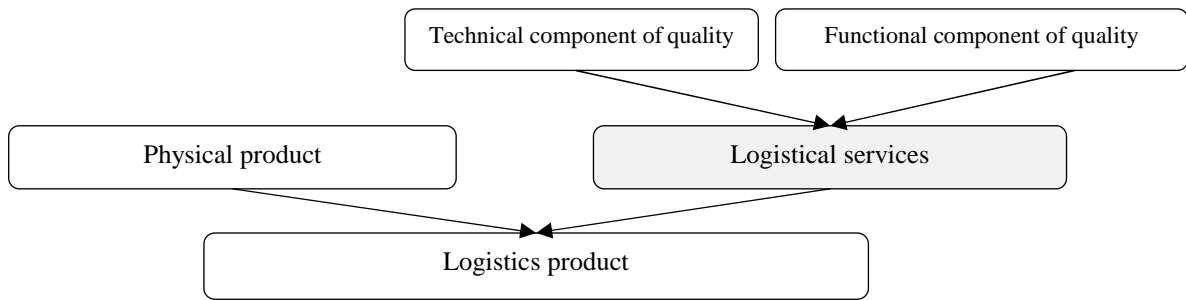 Technical component of quality
Functional component of quality
Physical product
Logistical services
Logistics product